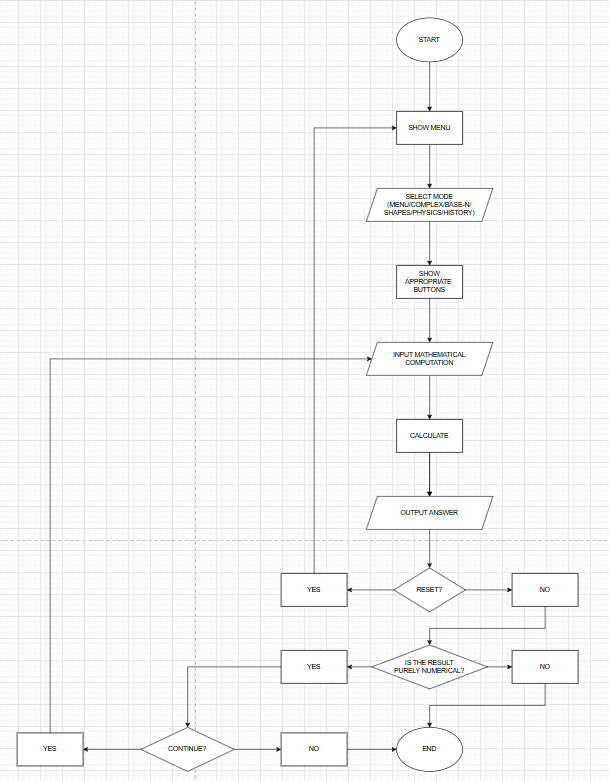 START
SHOW MENU
SELECT MODE
(MENU/COMPLEX/BASE-N/
SHAPES/PHYSICS/HISTORY)
SHOW
APPROPRIATE
BUTTONS
INPUT MATHEMATICAL
COMPUTATION
CALCULATE
OUTPUT ANSWER
YES
RESET?
NO
YES
IS THE RESULT
PURELY NUMERICAL?
NO
YES
CONTINUE?
NO
END